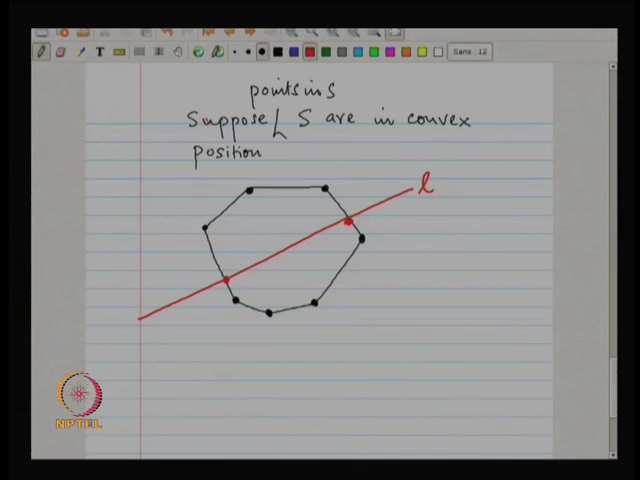 Sans 12
points in S
Suppose S are in convex
position
l
NPTEL